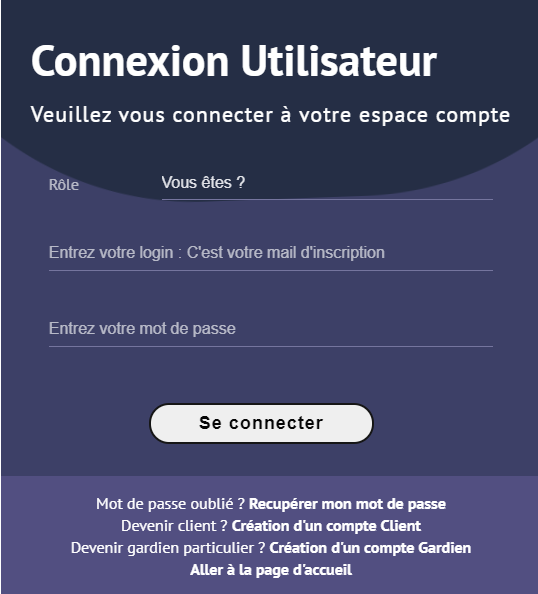 Connexion Utilisateur
Veuillez vous connecter à votre espace compte
Rôle Vous êtes ?
Entrez votre login : C'est votre mail d'inscription
Entrez votre mot de passe
Se connecter
Mot de passe oublié ? Recupérer mon mot de passe
Devenir client ? Création d'un compte Client
Devenir gardien particulier ? Création d'un compte Gardien
Aller à la page d'accueil